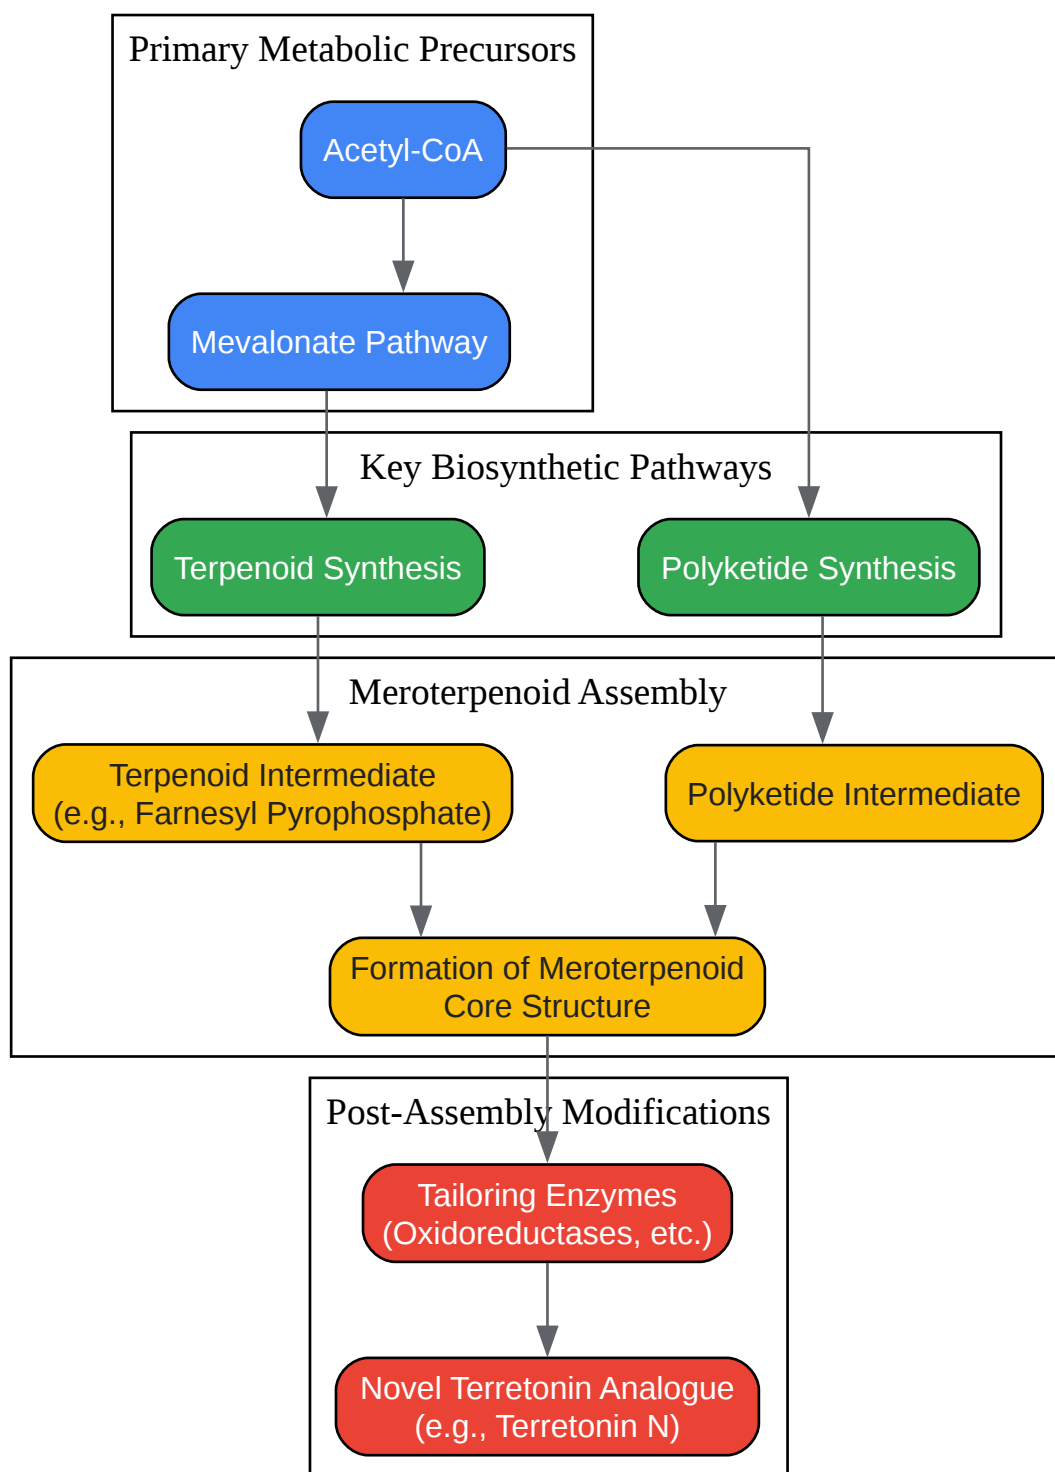 Primary Metabolic Precursors
Acetyl-CoA
Mevalonate Pathway
Key Biosynthetic Pathways
Terpenoid Synthesis
Polyketide Synthesis
Meroterpenoid Assembly
Terpenoid Intermediate
(e.g., Farnesyl Pyrophosphate)
Polyketide Intermediate
Formation of Meroterpenoid
Core Structure
Post-Assembly Modifications
Tailoring Enzymes
(Oxidoreductases, etc.)
Novel Terretonin Analogue
(e.g., Terretonin N)